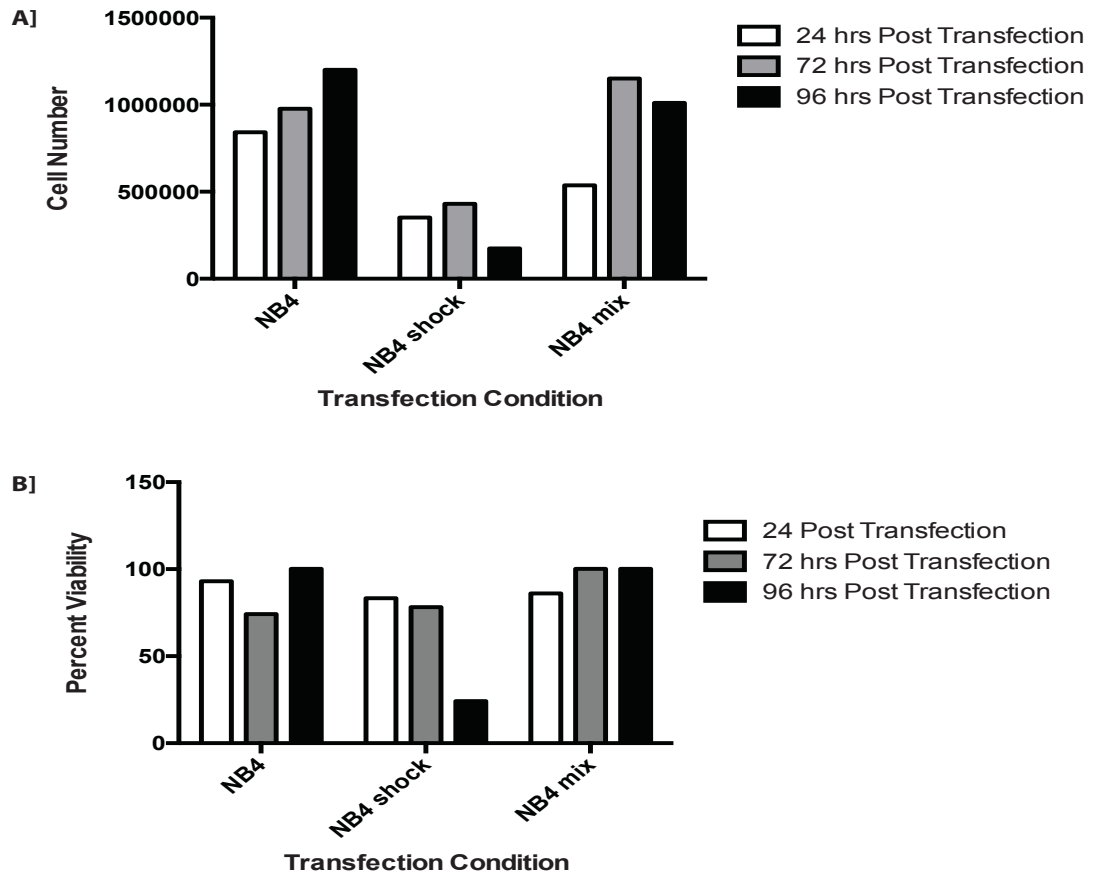 A]
1500000
1000000
500000
0
Cell Number
NB4
NB4 shock
NB4 mix
Transfection Condition
24 hrs Post Transfection
72 hrs Post Transfection
96 hrs Post Transfection
B]
150
100
50
0
Percent Viability
NB4
NB4 shock
NB4 mix
Transfection Condition
24 Post Transfection
72 hrs Post Transfection
96 hrs Post Transfection